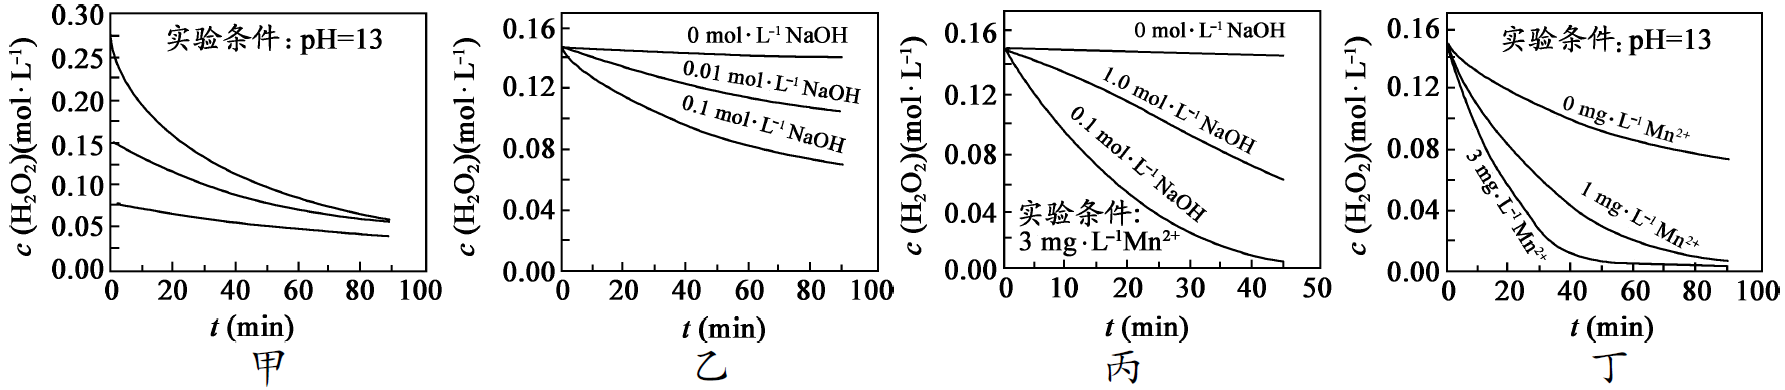 0.30
0.25
0.20
0.15
0.10
0.05
0.00
c (H₂O₂)(mol·L⁻¹)
实验条件：pH=13
0 20 40 60 80 100
t (min)
甲
0.16
0.12
0.08
0.04
0.00
c (H₂O₂)(mol·L⁻¹)
0 mol·L⁻¹ NaOH
0.01 mol·L⁻¹ NaOH
0.1 mol·L⁻¹ NaOH
0 20 40 60 80 100
t (min)
乙
0.16
0.12
0.08
0.04
0.00
c (H₂O₂)(mol·L⁻¹)
0 mol·L⁻¹ NaOH
1.0 mol·L⁻¹ NaOH
0.1 mol·L⁻¹ NaOH
实验条件：
3 mg·L⁻¹Mn²⁺
0 10 20 30 40 50
t (min)
丙
0.16
0.12
0.08
0.04
0.00
c (H₂O₂)(mol·L⁻¹)
实验条件：pH=13
0 mg·L⁻¹ Mn²⁺
1 mg·L⁻¹ Mn²⁺
3 mg·L⁻¹ Mn²⁺
0 20 40 60 80 100
t (min)
丁